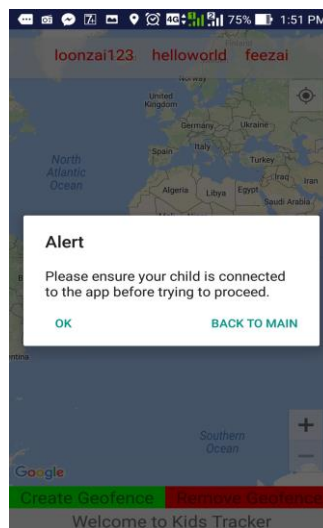 4G 75% 1:51 PM
loonzai123 helloworld feezai
Norway
United
Kingdom
Germany Ukraine
Spain Italy Turkey
North
Atlantic
Ocean
Iraq Iran
Algeria Libya Egypt
Saudi Arabia
Alert
Please ensure your child is connected
to the app before trying to proceed.
OK BACK TO MAIN
entina
Southern
Ocean
+
−
Google
Create Geofence Remove Geofence
Welcome to Kids Tracker